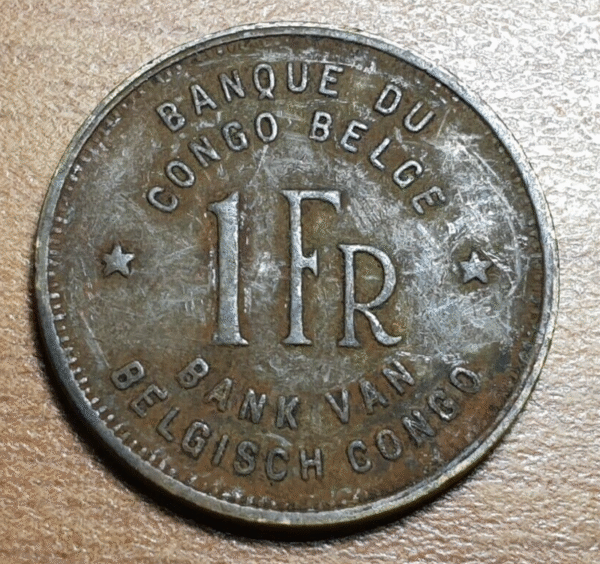 BANQUE DU
CONGO BELGE
1 FR
BANK VAN
BELGISCH CONGO